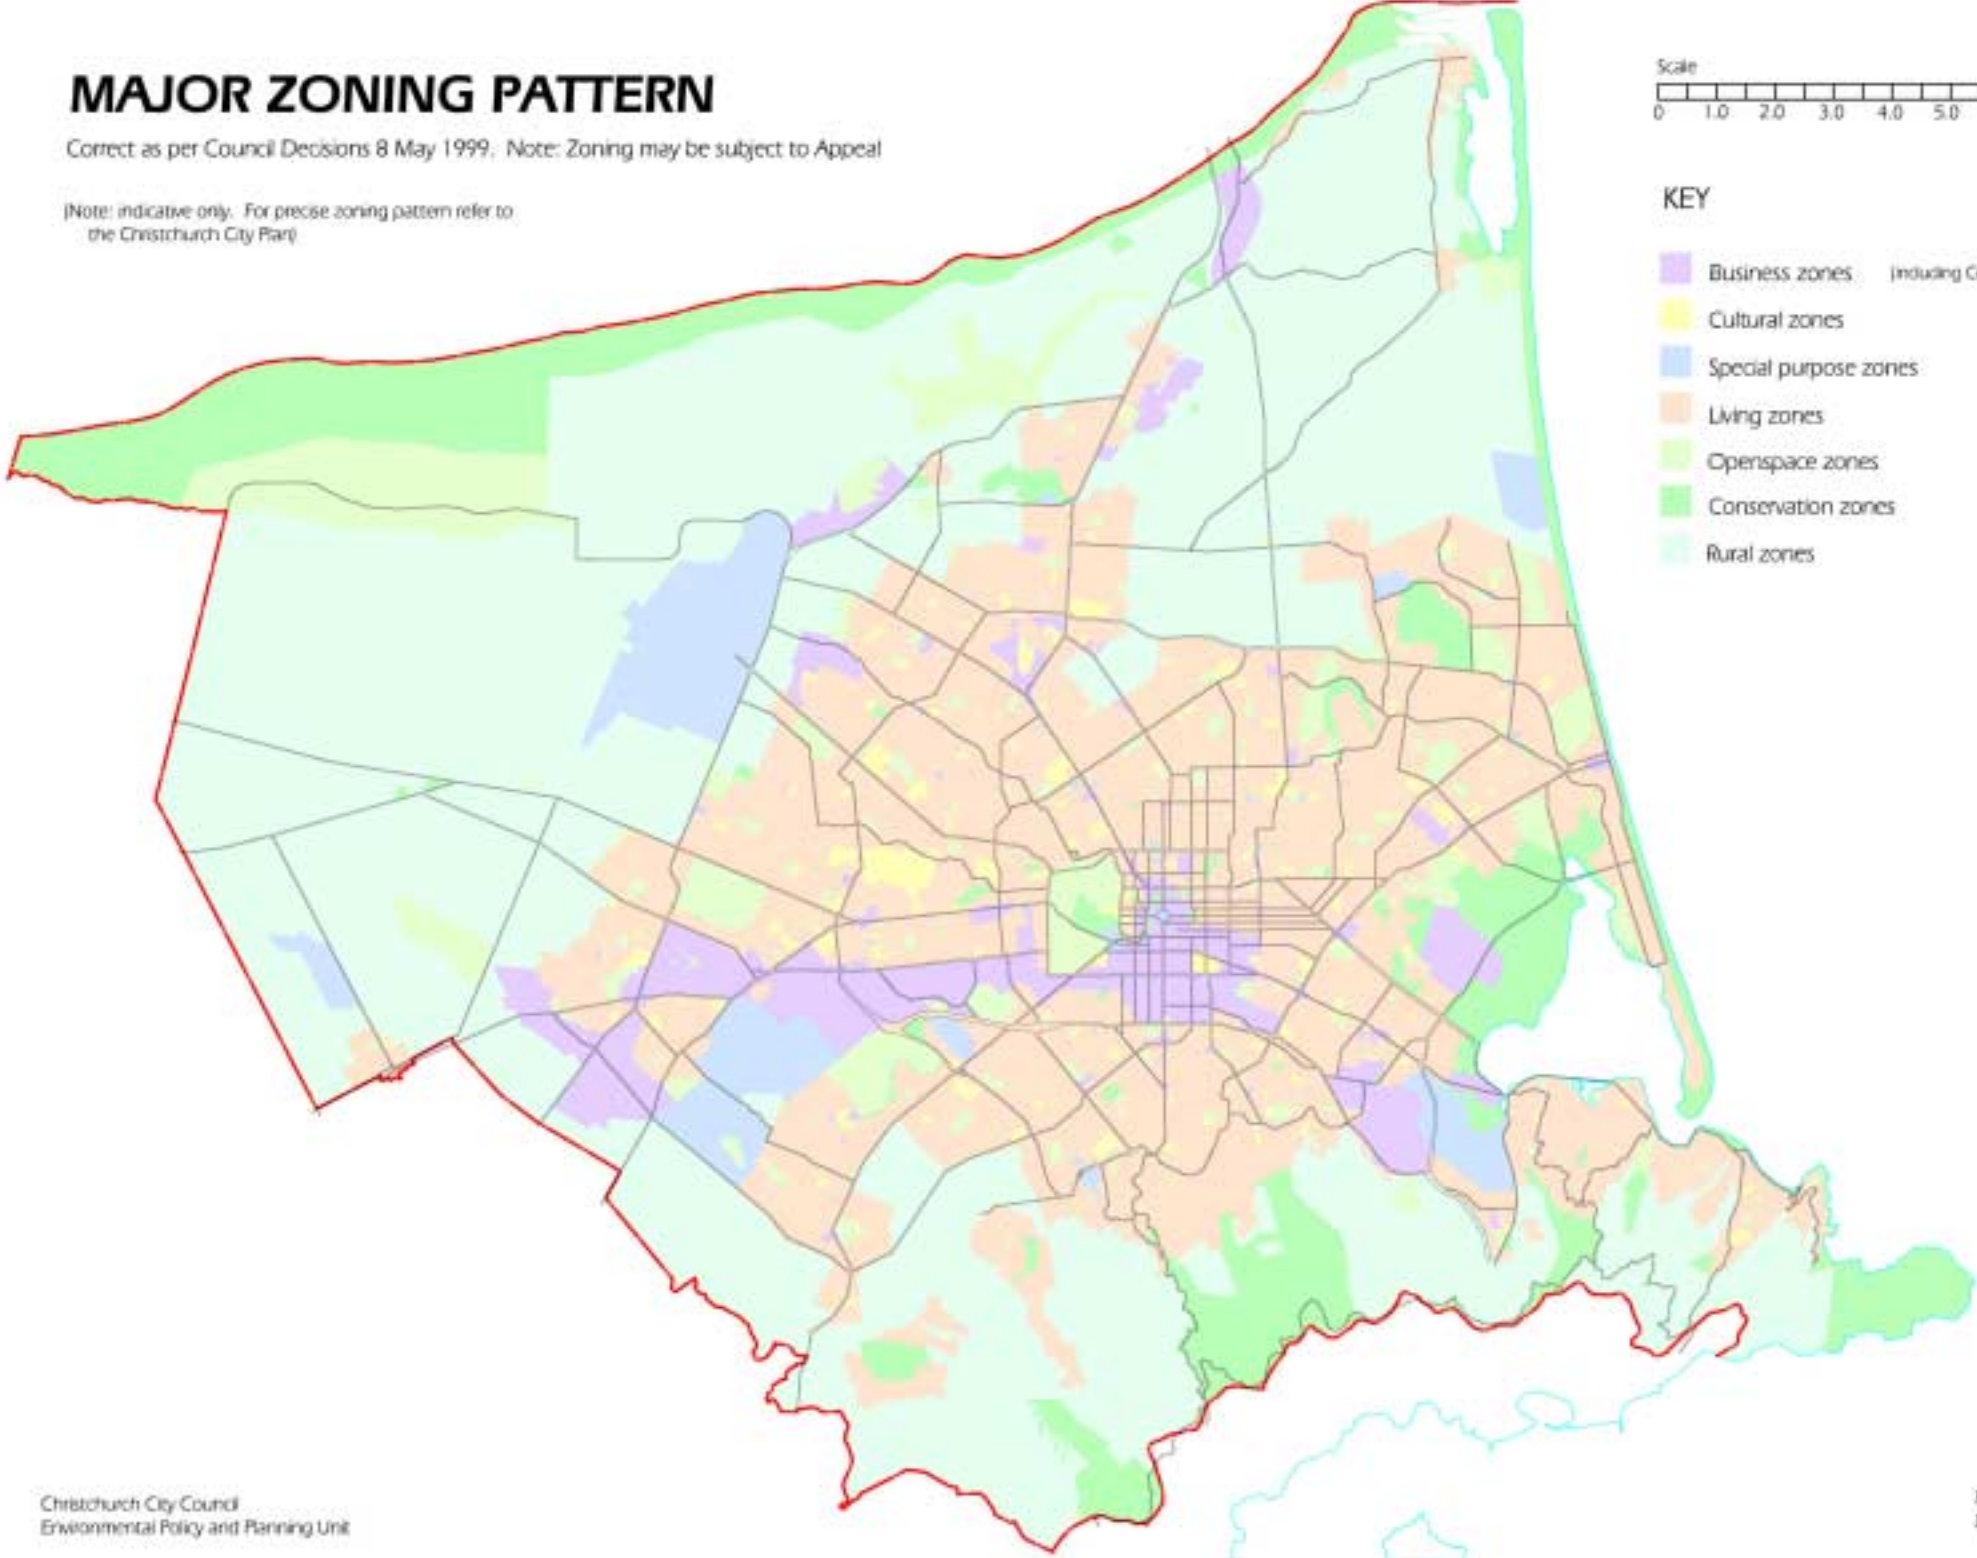 MAJOR ZONING PATTERN
Correct as per Council Decisions 8 May 1999. Note: Zoning may be subject to Appeal
(Note: indicative only. For precise zoning pattern refer to
the Christchurch City Plan)
Scale
0 1.0 2.0 3.0 4.0 5.0
KEY
Business zones (including
Cultural zones
Special purpose zones
Living zones
Openspace zones
Conservation zones
Rural zones
Christchurch City Council
Environmental Policy and Planning Unit